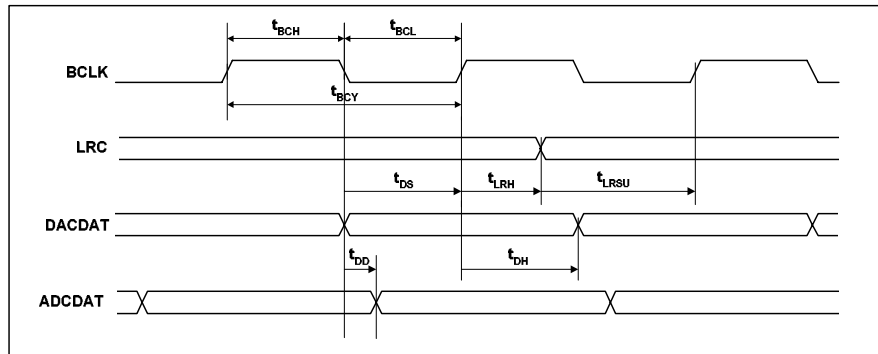 tBCH tBCL
BCLK
tBCY
LRC
tDS tLRH tLRSU
DACDAT
tDD tDH
ADCDAT